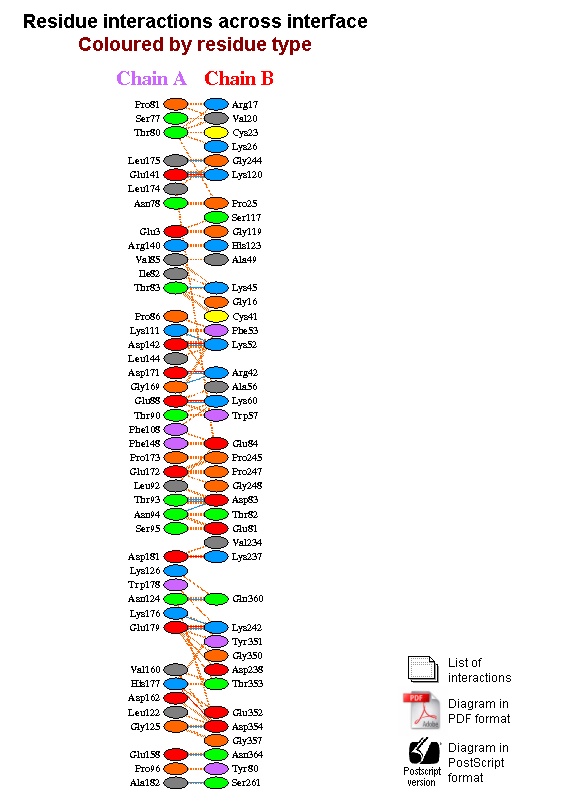 Residue interactions across interface
Coloured by residue type
Chain A Chain B
Pro81 Arg17
Ser77 Val20
Thr80 Cys23
Lys26
Leu175 Gly244
Glu141 Lys120
Leu174
Asn78 Pro25
Ser117
Glu3 Gly119
Arg140 His123
Val85 Ala49
Ile82
Thr83 Lys45
Gly16
Pro86 Cys41
Lys111 Phe53
Asp142 Lys52
Leu144
Asp171 Arg42
Gly169 Ala56
Glu88 Lys60
Thr90 Trp57
Phe108
Phe148 Glu84
Pro173 Pro245
Glu172 Pro247
Leu92 Gly248
Thr93 Asp83
Asn94 Thr82
Ser95 Glu81
Val234
Asp181 Lys237
Lys126
Trp178
Asn124 Gln360
Lys176
Glu179 Lys242
Tyr351
Gly350
Val160 Asp238
His177 Thr353
Asp162
Leu122 Glu352
Gly125 Asp354
Gly357
Glu158 Asn364
Pro96 Tyr80
Ala182 Ser261
List of
interactions
Diagram in
PDF format
PDF
Adobe
Diagram in
PostScript
format
Postscript
version